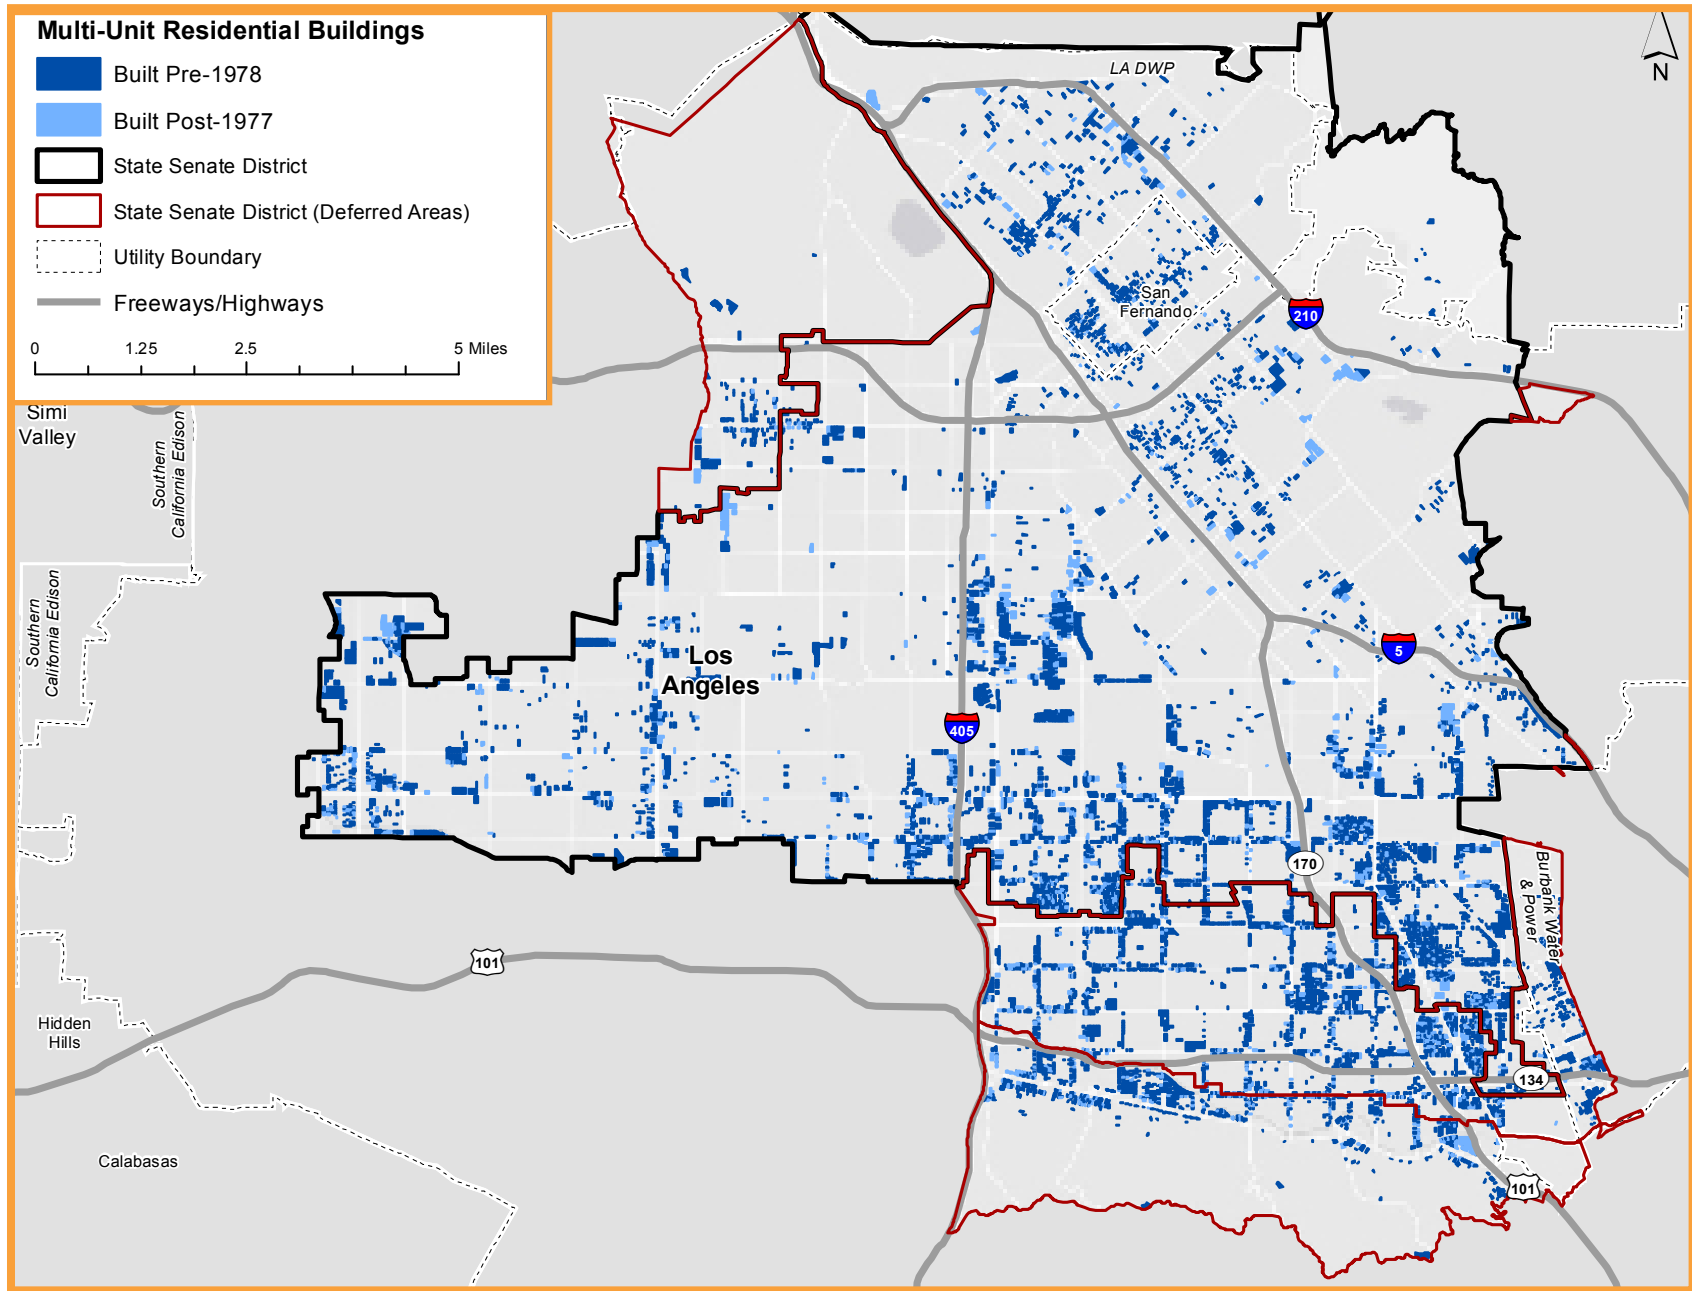 Multi-Unit Residential Buildings
Built Pre-1978
Built Post-1977
State Senate District
State Senate District (Deferred Areas)
Utility Boundary
Freeways/Highways
0 1.25 2.5 5 Miles
LA DWP
N
San
Fernando
210
Simi
Valley
Southern
California Edison
Southern
California Edison
Los
Angeles
5
405
170
Burbank Water
& Power
101
Hidden
Hills
134
Calabasas
101